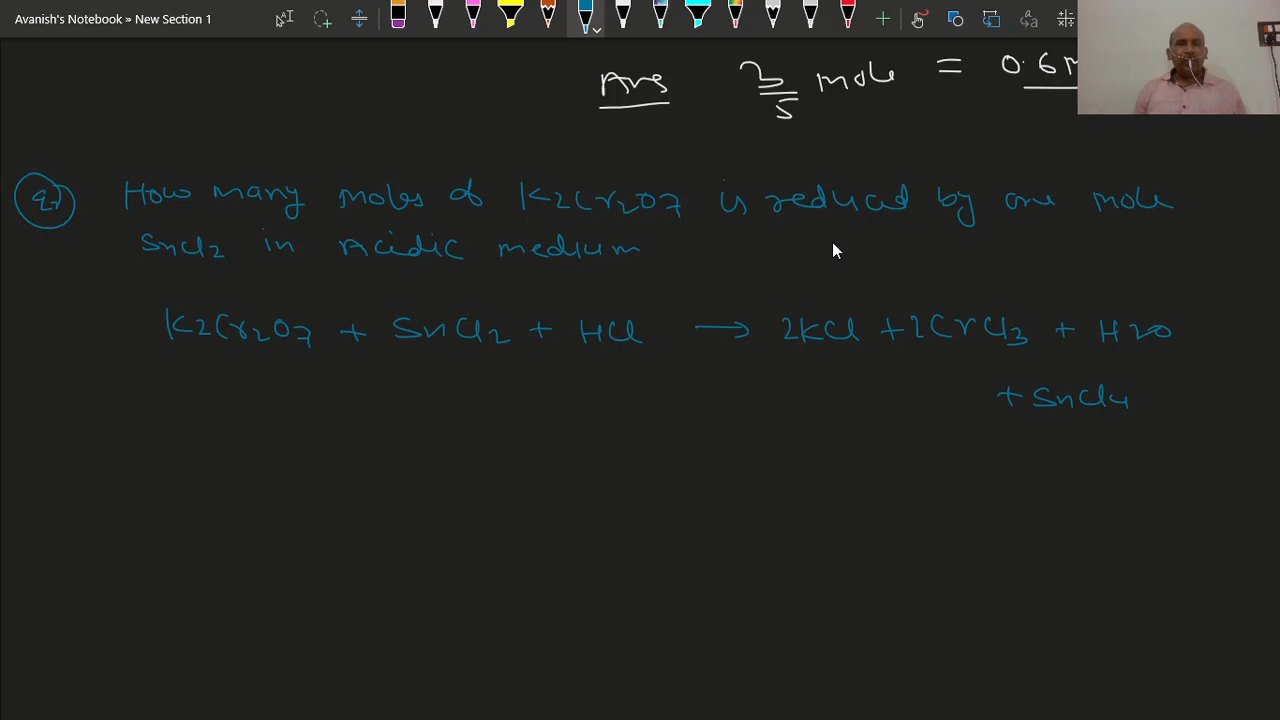 Avanish's Notebook » New Section 1
Ans 3/5 mole = 0.6M
Q7 How many moles of K2Cr2O7 is reduced by one mole
SnCl2 in Acidic medium
K2Cr2O7 + SnCl2 + HCl → 2KCl + 2CrCl3 + H2O
+ SnCl4